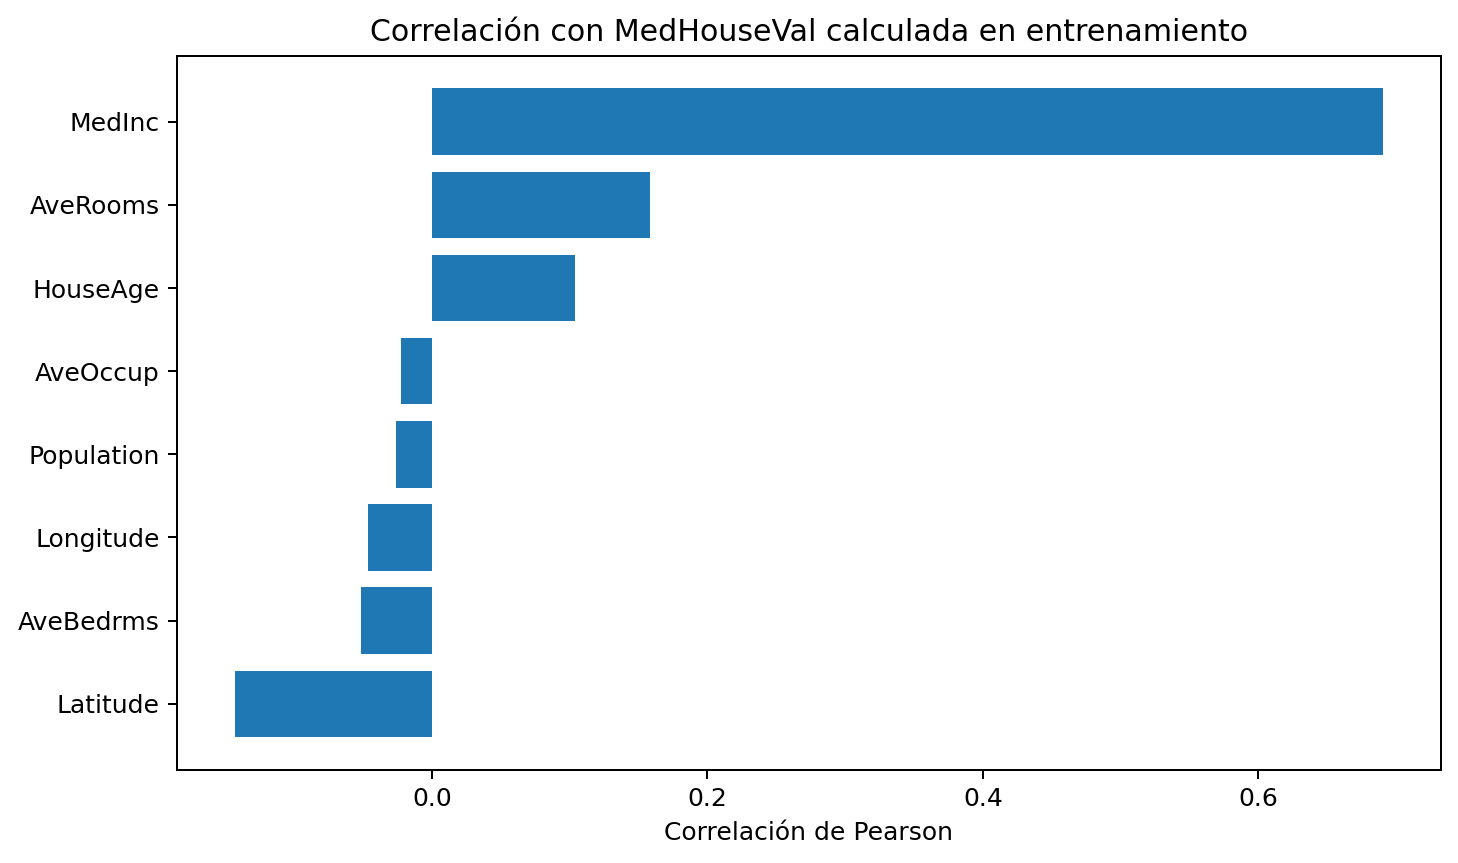 Correlación con MedHouseVal calculada en entrenamiento
MedInc
AveRooms
HouseAge
AveOccup
Population
Longitude
AveBedrms
Latitude
0.0 0.2 0.4 0.6
Correlación de Pearson